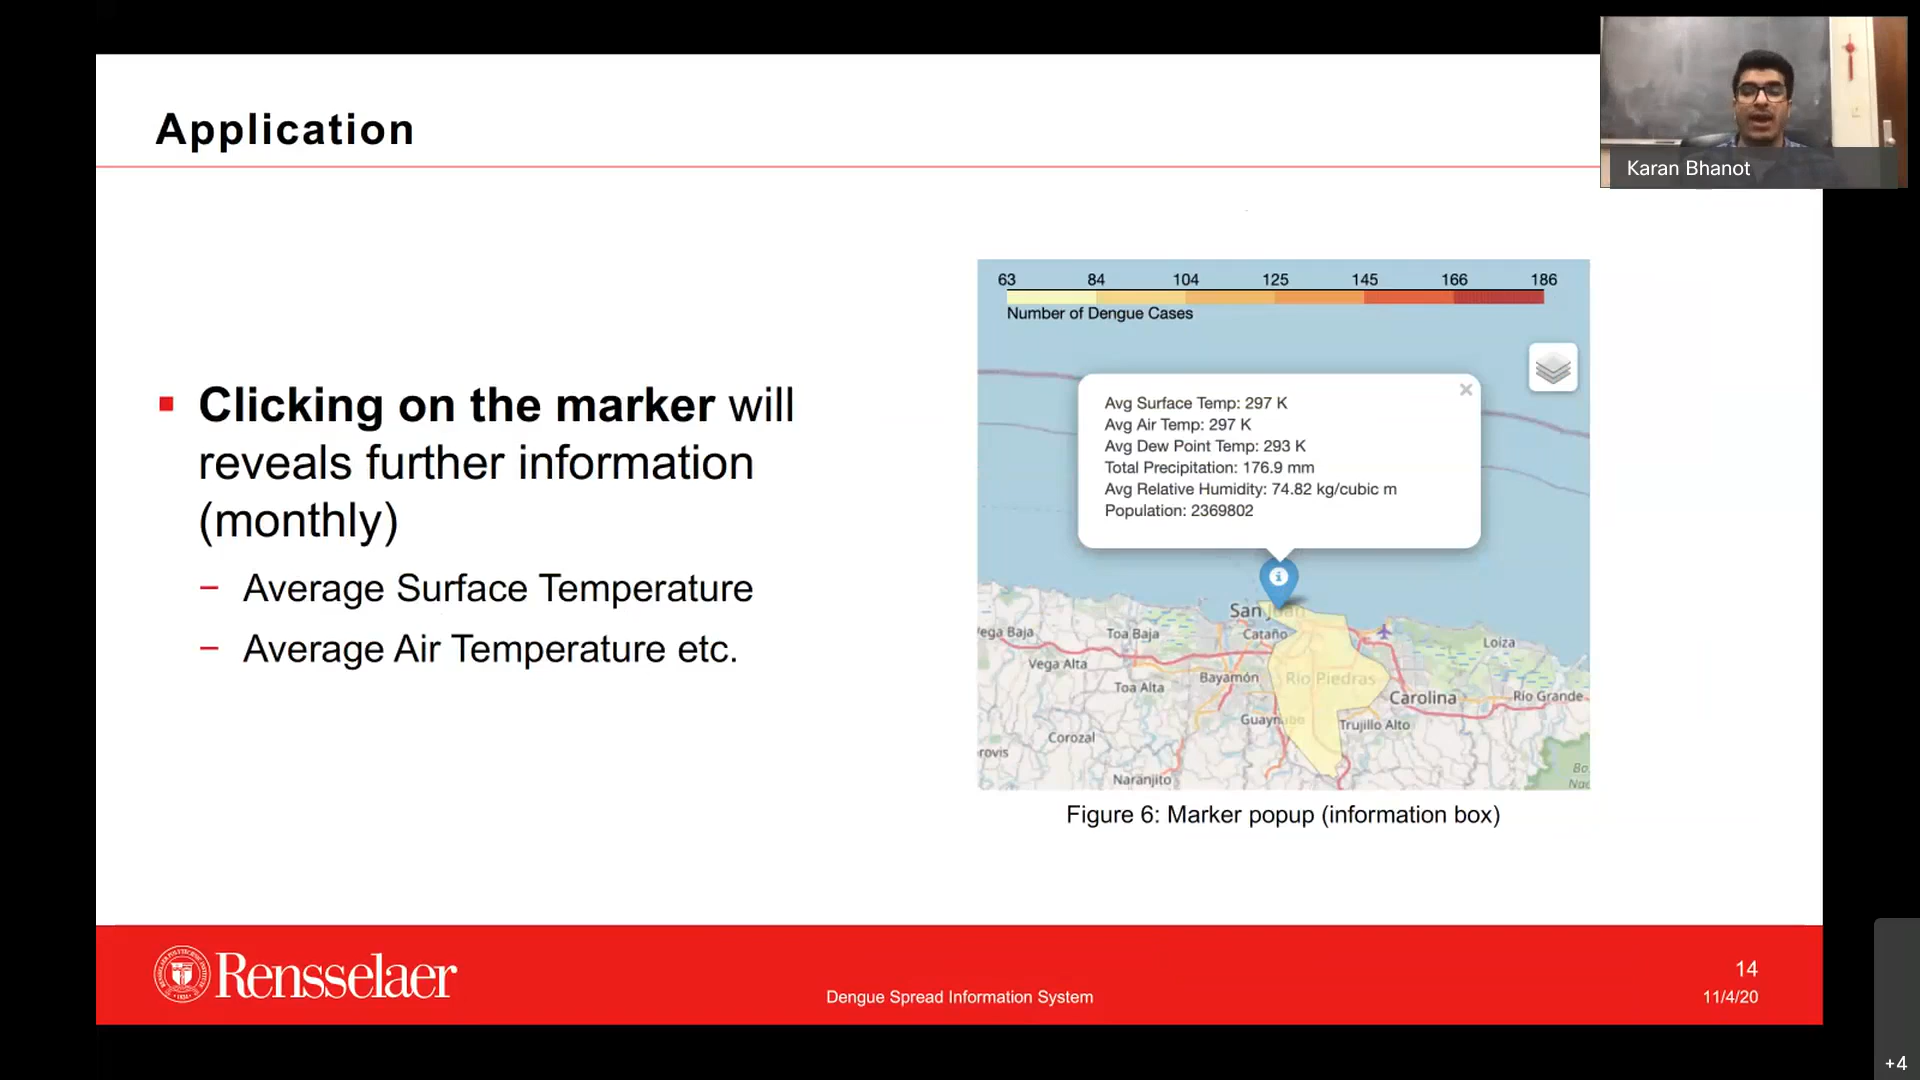 Application
Karan Bhanot
Clicking on the marker will
reveals further information
(monthly)
– Average Surface Temperature
– Average Air Temperature etc.
63 84 104 125 145 166 186
Number of Dengue Cases
Avg Surface Temp: 297 K
Avg Air Temp: 297 K
Avg Dew Point Temp: 293 K
Total Precipitation: 176.9 mm
Avg Relative Humidity: 74.82 kg/cubic m
Population: 2369802
San Juan
Vega Baja
Toa Baja
Cataño
Loiza
Vega Alta
Toa Alta
Bayamón
Río Piedras
Carolina
Río Grande
Guaynabo
Trujillo Alto
Corozal
rovis
Naranjito
Figure 6: Marker popup (information box)
Rensselaer
Dengue Spread Information System
14
11/4/20
+4